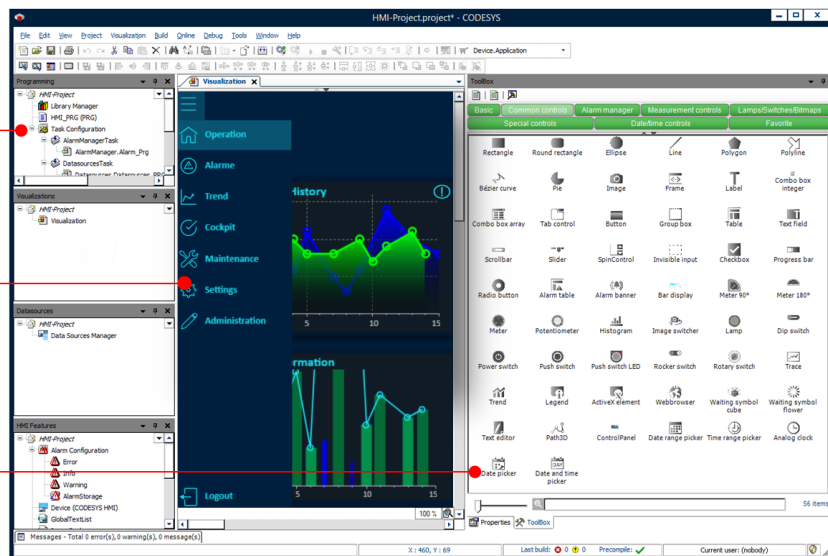 HMI-Project.project* - CODESYS
File Edit View Project Visualization Build Online Debug Tools Window Help
Device.Application
Programming
HMI-Project
Library Manager
HMI_PRG (PRG)
Task Configuration
AlarmManagerTask
AlarmManager.Alarm_Prg
DatasourcesTask
Datasources.Datasources_PRG
Visualizations
HMI-Project
Visualization
Datasources
HMI-Project
Data Sources Manager
HMI Features
HMI-Project
Alarm Configuration
Error
Info
Warning
AlarmStorage
Device (CODESYS HMI)
GlobalTextList
Visualization
Operation
Alarme
Trend
Cockpit
Maintenance
Settings
Administration
Logout
History
5 10 15
ormation
5 10 15
100 %
ToolBox
Basic Common controls Alarm manager Measurement controls Lamps/Switches/Bitmaps
Special controls Date/time controls Favorite
Rectangle Round rectangle Ellipse Line Polygon Polyline
Bézier curve Pie Image Frame Label Combo box
integer
Combo box array Tab control Button Group box Table Text field
Scrollbar Slider SpinControl Invisible input Checkbox Progress bar
Radio button Alarm table Alarm banner Bar display Meter 90° Meter 180°
Meter Potentiometer Histogram Image switcher Lamp Dip switch
Power switch Push switch Push switch LED Rocker switch Rotary switch Trace
Trend Legend ActiveX element Webbrowser Waiting symbol
cube Waiting symbol
flower
Text editor Path3D ControlPanel Date range picker Time range picker Analog clock
Date picker Date and time
picker
56 items
Properties ToolBox
Messages - Total 0 error(s), 0 warning(s), 0 message(s)
X : 460, Y : 69
Last build: 0 0 Precompile:
Current user: (nobody)